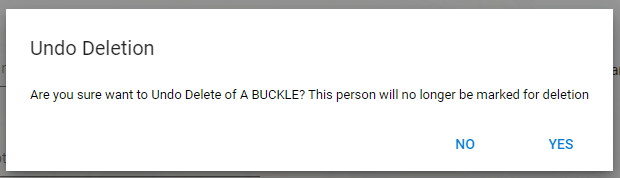 Undo Deletion
Are you sure want to Undo Delete of A BUCKLE? This person will no longer be marked for deletion
NO YES